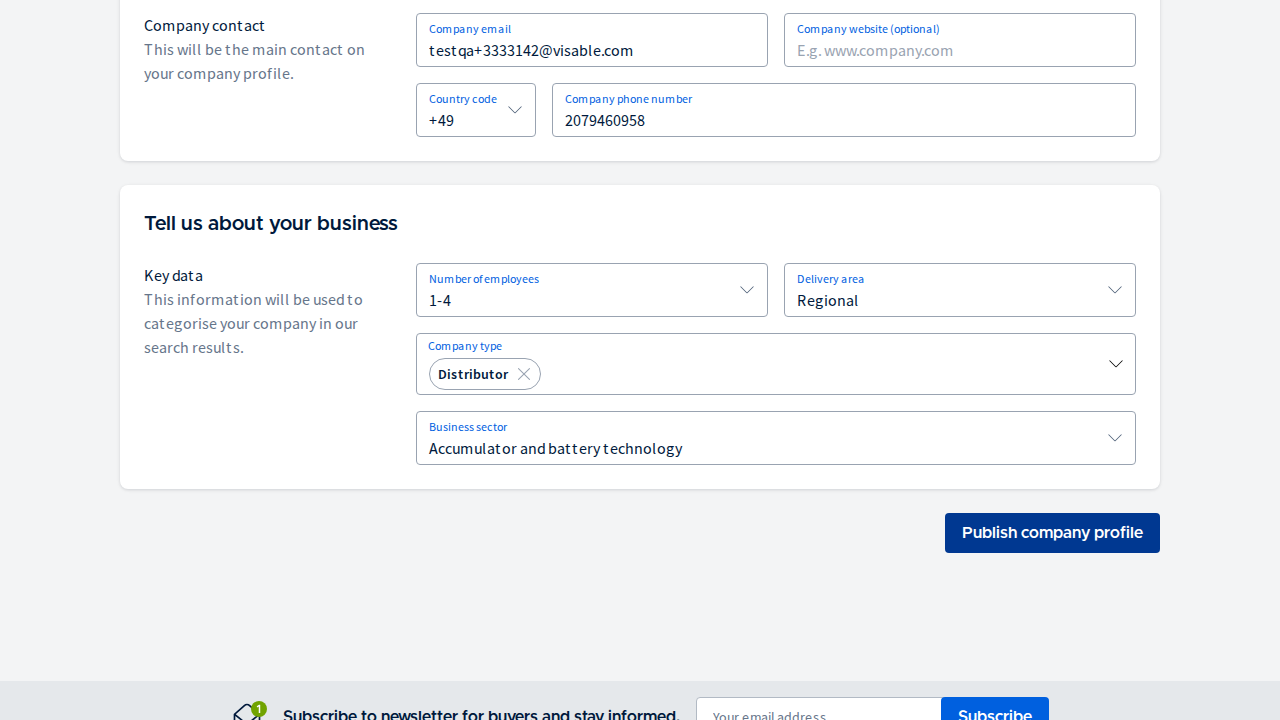 Company contact
This will be the main contact on
your company profile.
Company email
testqa+3333142@visable.com
Company website (optional)
E.g. www.company.com
Country code
+49
Company phone number
2079460958
Tell us about your business
Key data
This information will be used to
categorise your company in our
search results.
Number of employees
1-4
Delivery area
Regional
Company type
Distributor
Business sector
Accumulator and battery technology
Publish company profile
1
Subscribe to newsletter for buyers and stay informed.
Your email address
Subscribe